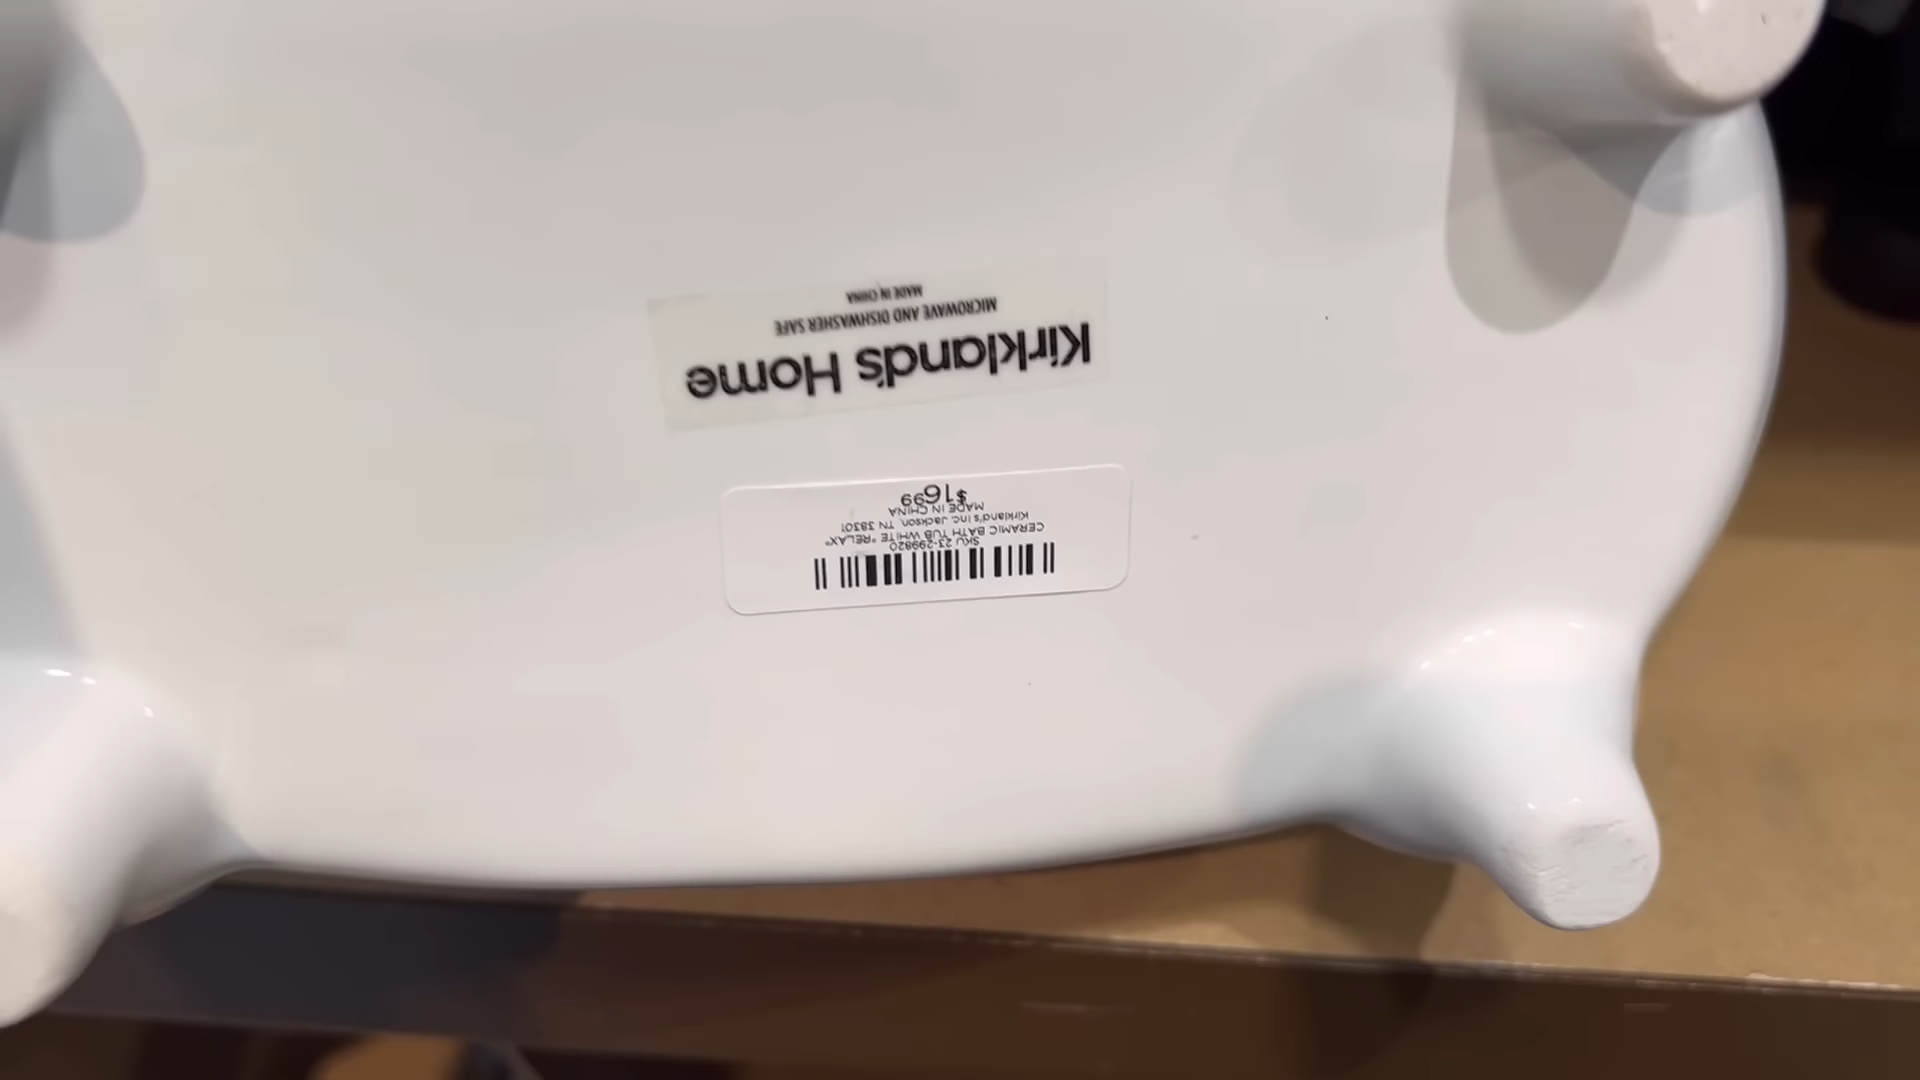 Kirkland's Home
MICROWAVE AND DISHWASHER SAFE
MADE IN CHINA
SKU 23-299820
CERAMIC BATH TUB WHITE "RELAX"
Kirkland's Inc. Jackson, TN 38301
MADE IN CHINA
$1699